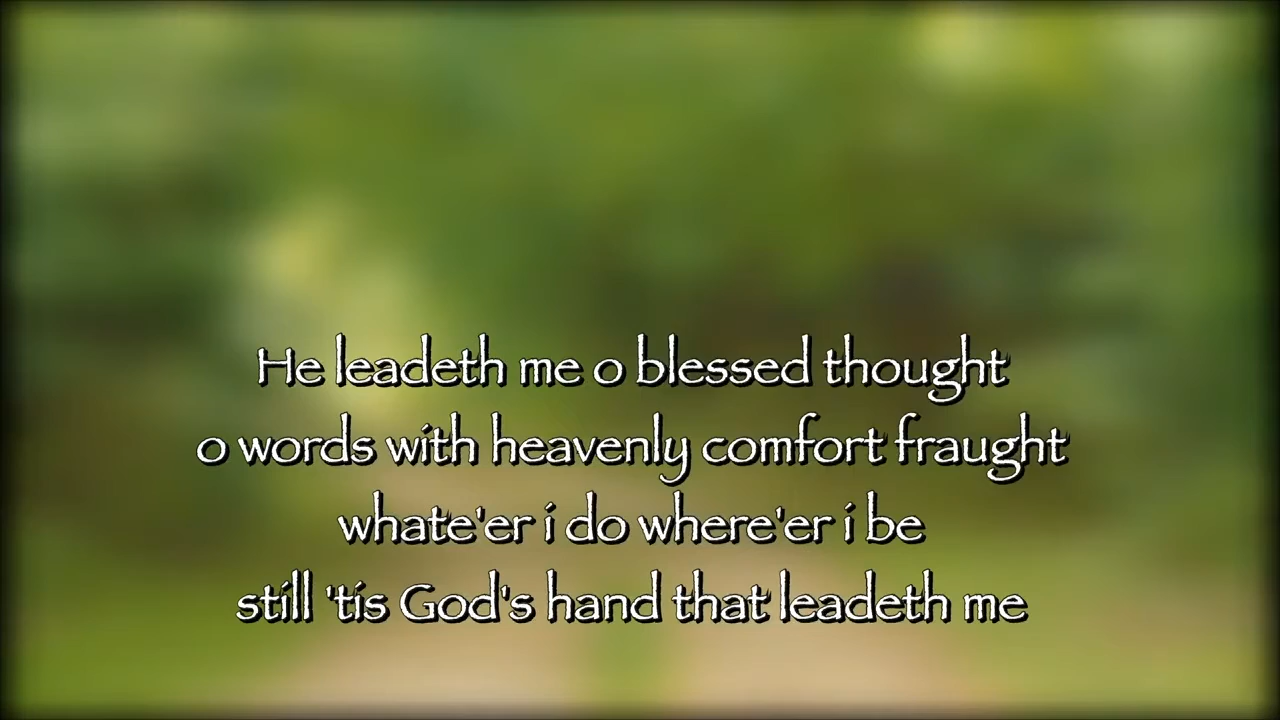 He leadeth me o blessed thought
o words with heavenly comfort fraught
whate'er i do where'er i be
still 'tis God's hand that leadeth me